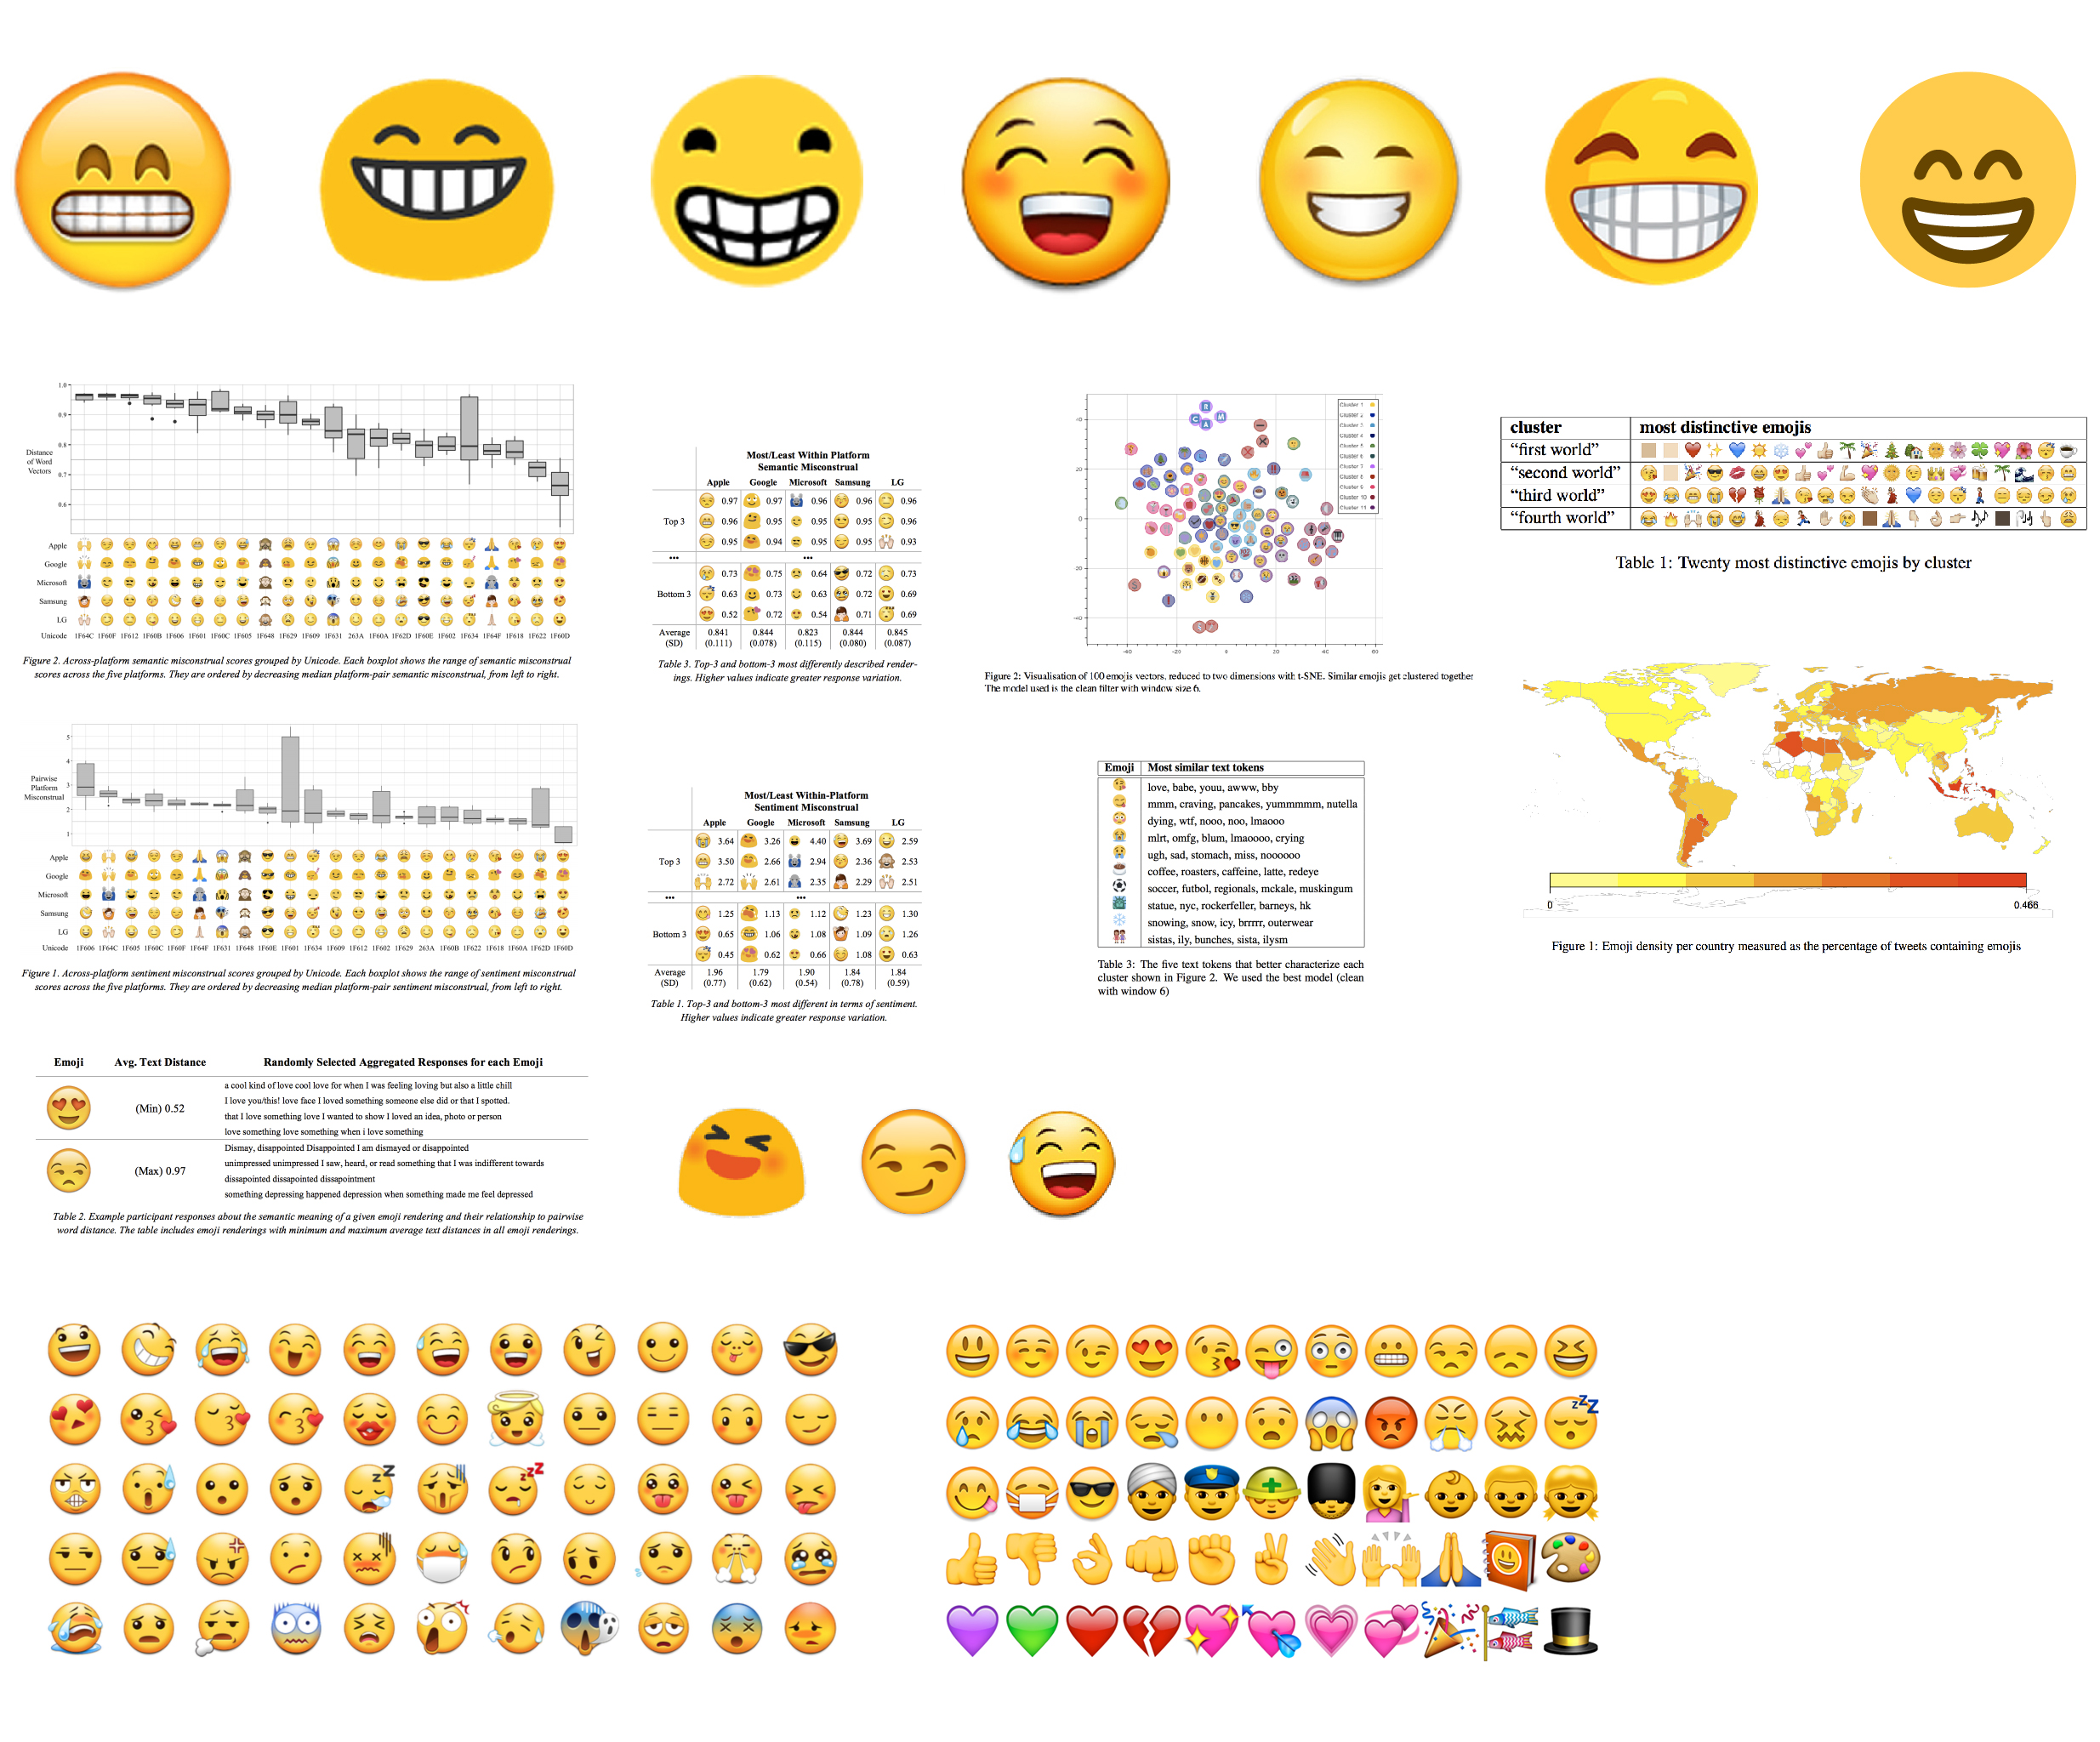 1.0
0.9
0.8
0.7
0.6
Distance
of Word
Vectors
Apple
Google
Microsoft
Samsung
LG
Unicode 1F64C 1F60F 1F612 1F60B 1F606 1F601 1F60C 1F605 1F648 1F629 1F609 1F631 263A 1F60A 1F62D 1F60E 1F602 1F634 1F64F 1F618 1F622 1F60D
Figure 2. Across-platform semantic misconstrual scores grouped by Unicode. Each boxplot shows the range of semantic misconstrual
scores across the five platforms. They are ordered by decreasing median platform-pair semantic misconstrual, from left to right.
Most/Least Within Platform
Semantic Misconstrual
Apple Google Microsoft Samsung LG
0.97 0.97 0.96 0.96 0.96
Top 3 0.96 0.95 0.95 0.95 0.96
0.95 0.94 0.95 0.95 0.93
... ...
0.73 0.75 0.64 0.72 0.73
Bottom 3 0.63 0.73 0.63 0.72 0.69
0.52 0.72 0.54 0.71 0.69
Average 0.841 0.844 0.823 0.844 0.845
(SD) (0.111) (0.078) (0.115) (0.080) (0.087)
Table 3. Top-3 and bottom-3 most differently described render-
ings. Higher values indicate greater response variation.
Cluster 1
Cluster 2
Cluster 3
Cluster 4
Cluster 5
Cluster 6
Cluster 7
Cluster 8
Cluster 9
Cluster 10
Cluster 11
40
20
0
-20
-40
-40 -20 0 20 40 60
Figure 2: Visualisation of 100 emojis vectors, reduced to two dimensions with t-SNE. Similar emojis get clustered together
The model used is the clean filter with window size 6.
cluster most distinctive emojis
“first world”
“second world”
“third world”
“fourth world”
Table 1: Twenty most distinctive emojis by cluster
0 0.466
Figure 1: Emoji density per country measured as the percentage of tweets containing emojis
5
4
3
2
1
Pairwise
Platform
Misconstrual
Apple
Google
Microsoft
Samsung
LG
Unicode 1F606 1F64C 1F605 1F60C 1F60F 1F64F 1F631 1F648 1F60E 1F601 1F634 1F609 1F612 1F602 1F629 263A 1F60B 1F622 1F618 1F60A 1F62D 1F60D
Figure 1. Across-platform sentiment misconstrual scores grouped by Unicode. Each boxplot shows the range of sentiment misconstrual
scores across the five platforms. They are ordered by decreasing median platform-pair sentiment misconstrual, from left to right.
Most/Least Within-Platform
Sentiment Misconstrual
Apple Google Microsoft Samsung LG
3.64 3.26 4.40 3.69 2.59
Top 3 3.50 2.66 2.94 2.36 2.53
2.72 2.61 2.35 2.29 2.51
... ...
1.25 1.13 1.12 1.23 1.30
Bottom 3 0.65 1.06 1.08 1.09 1.26
0.45 0.62 0.66 1.08 0.63
Average 1.96 1.79 1.90 1.84 1.84
(SD) (0.77) (0.62) (0.54) (0.78) (0.59)
Table 1. Top-3 and bottom-3 most different in terms of sentiment.
Higher values indicate greater response variation.
Emoji Most similar text tokens
love, babe, youu, awww, bby
mmm, craving, pancakes, yummmmm, nutella
dying, wtf, nooo, noo, lmaooo
mlrt, omfg, blum, lmaoooo, crying
ugh, sad, stomach, miss, noooooo
coffee, roasters, caffeine, latte, redeye
soccer, futbol, regionals, mckale, muskingum
statue, nyc, rockerfeller, barneys, hk
snowing, snow, icy, brrrrr, outerwear
sistas, ily, bunches, sista, ilysm
Table 3: The five text tokens that better characterize each
cluster shown in Figure 2. We used the best model (clean
with window 6)
Emoji Avg. Text Distance Randomly Selected Aggregated Responses for each Emoji
a cool kind of love cool love for when I was feeling loving but also a little chill
(Min) 0.52 I love you/this! love face I loved something someone else did or that I spotted.
that I love something love I wanted to show I loved an idea, photo or person
love something love something when i love something
Dismay, disappointed Disappointed I am dismayed or disappointed
(Max) 0.97 unimpressed unimpressed I saw, heard, or read something that I was indifferent towards
dissapointed dissapointed dissapointment
something depressing happened depression when something made me feel depressed
Table 2. Example participant responses about the semantic meaning of a given emoji rendering and their relationship to pairwise
word distance. The table includes emoji renderings with minimum and maximum average text distances in all emoji renderings.